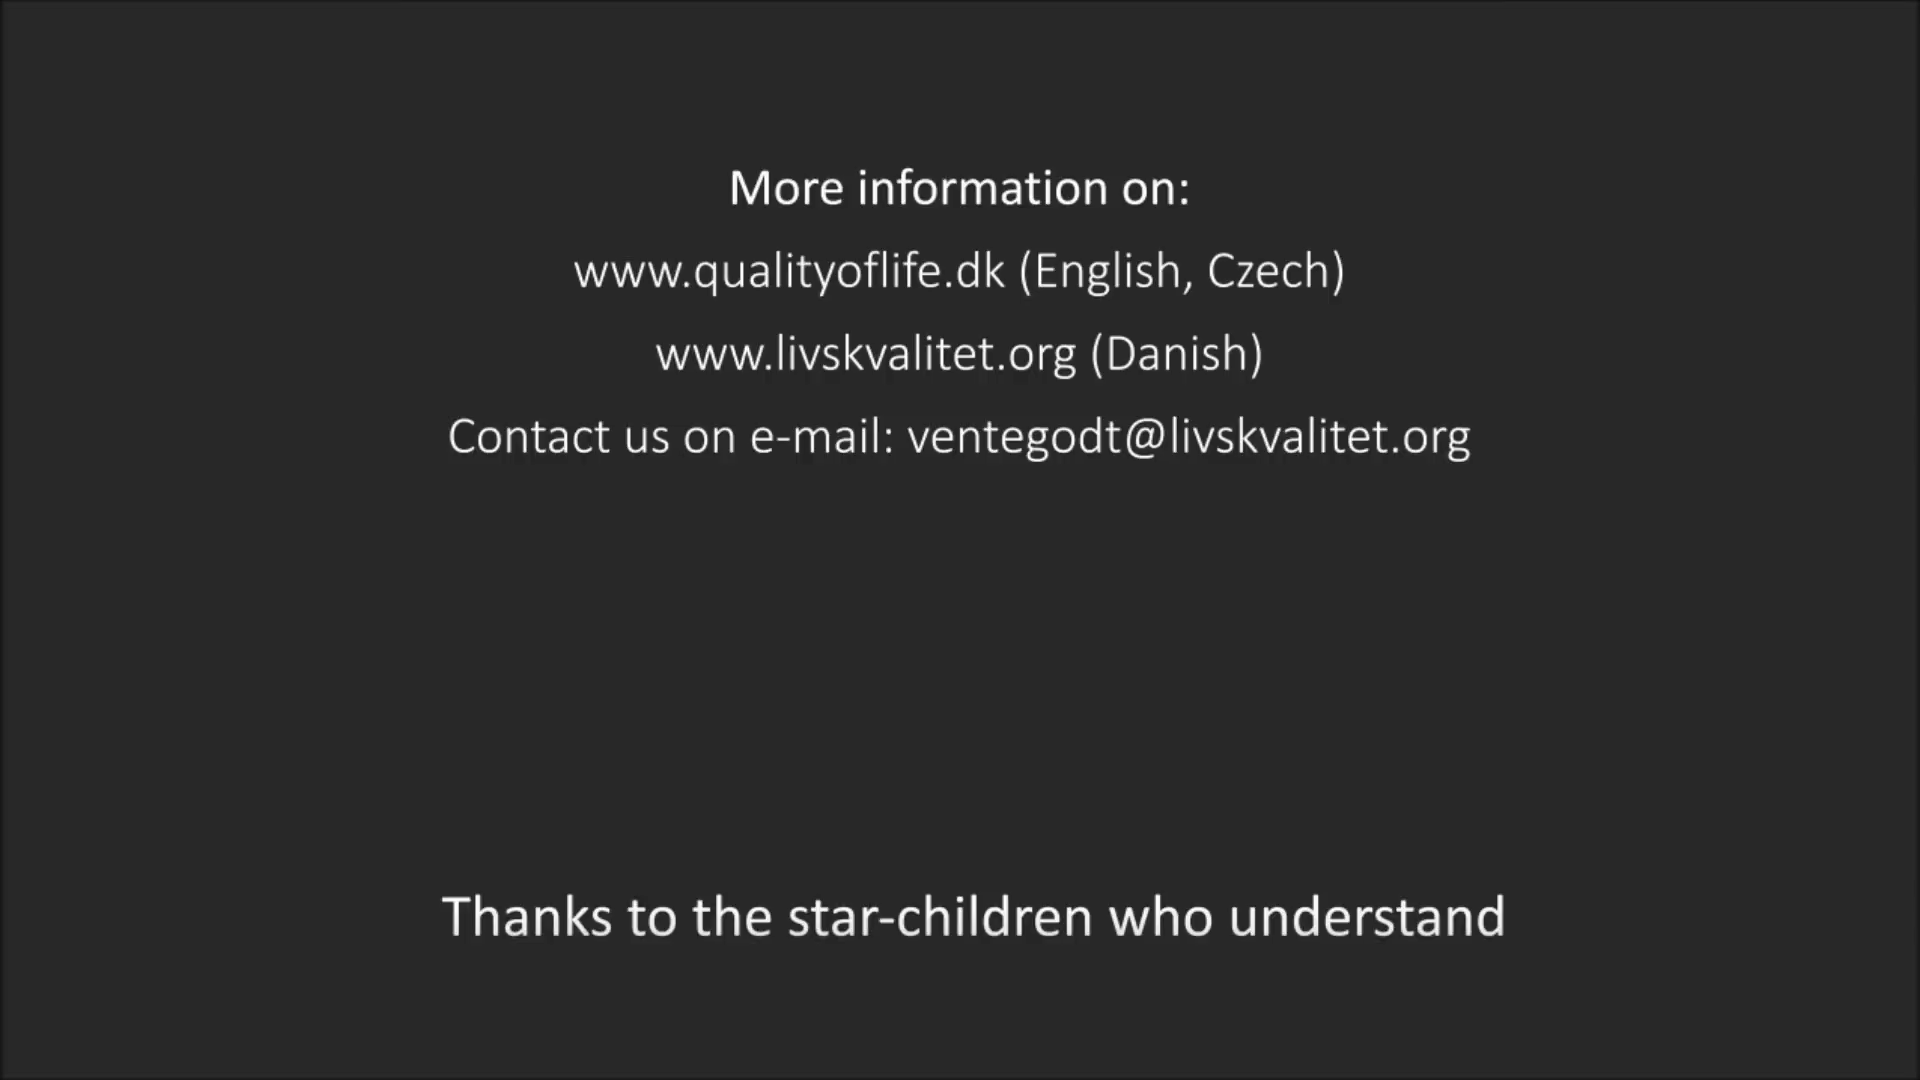 More information on:
www.qualityoflife.dk (English, Czech)
www.livskvalitet.org (Danish)
Contact us on e-mail: ventegodt@livskvalitet.org
Thanks to the star-children who understand